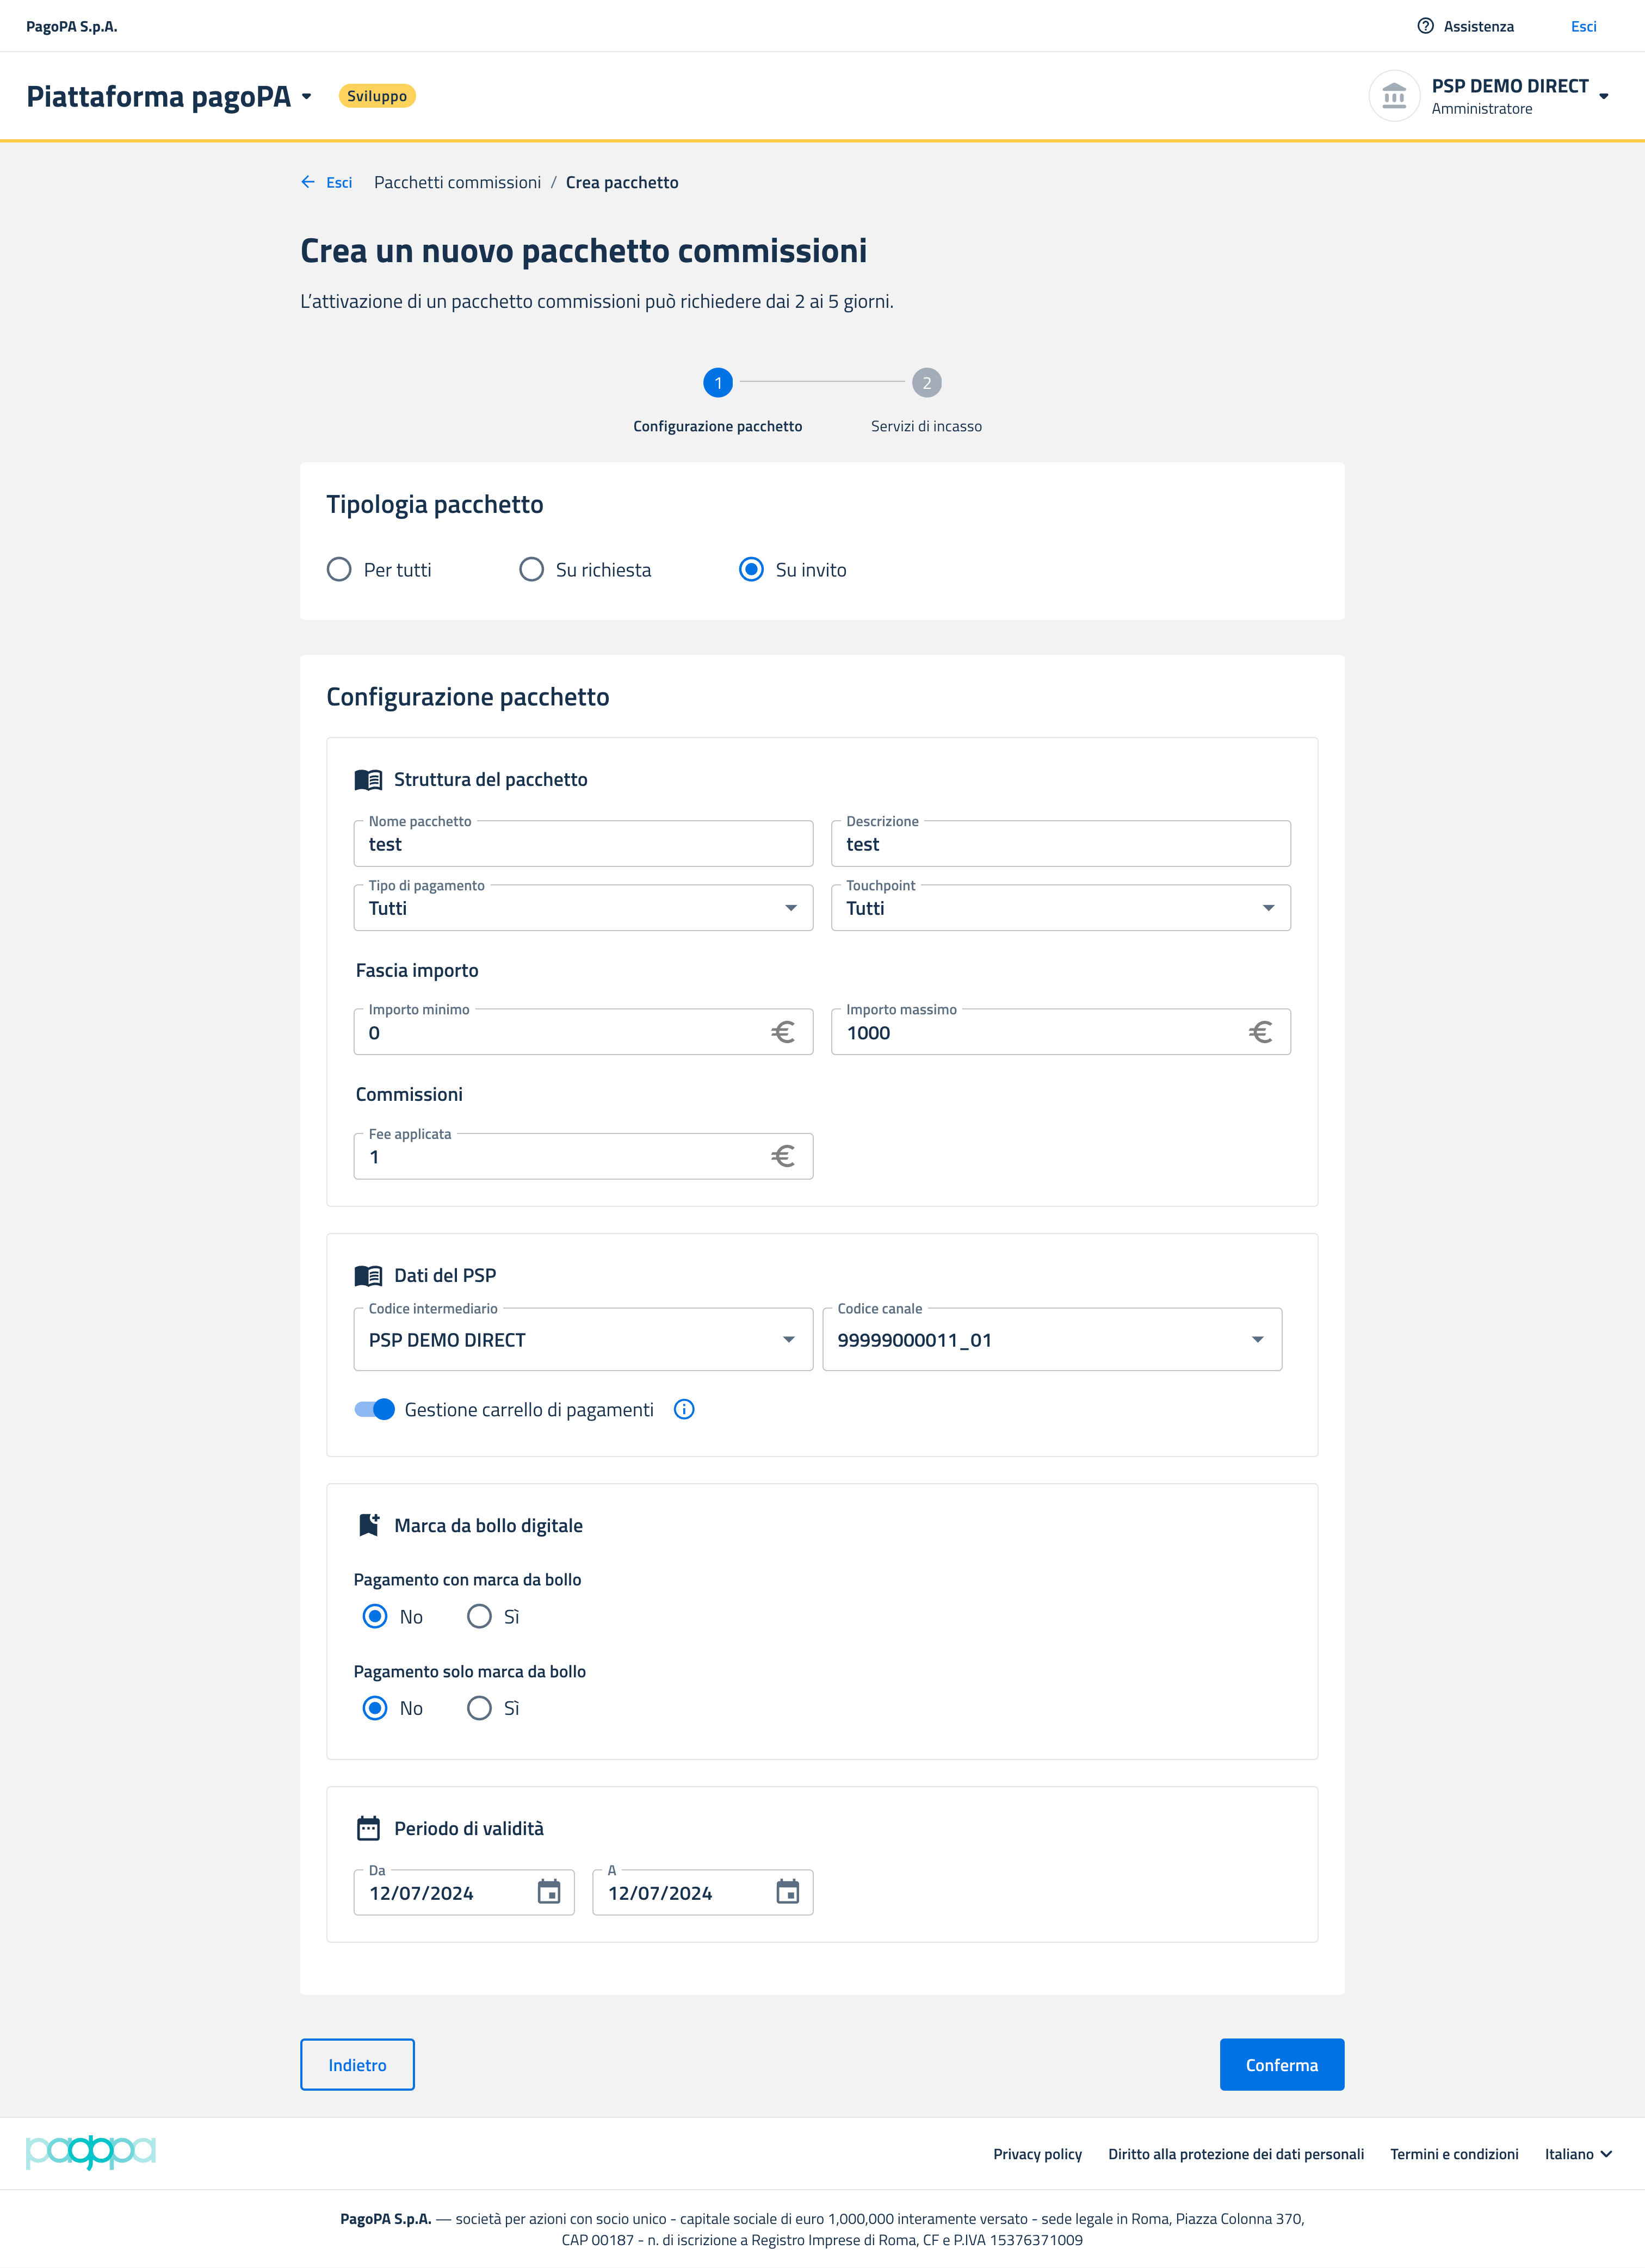 PagoPA S.p.A.
Assistenza
Esci
Piattaforma pagoPA
Sviluppo
PSP DEMO DIRECT
Amministratore
Esci
Pacchetti commissioni / Crea pacchetto
Crea un nuovo pacchetto commissioni
L'attivazione di un pacchetto commissioni può richiedere dai 2 ai 5 giorni.
1
2
Configurazione pacchetto
Servizi di incasso
Tipologia pacchetto
Per tutti
Su richiesta
Su invito
Configurazione pacchetto
Struttura del pacchetto
Nome pacchetto
test
Descrizione
test
Tipo di pagamento
Tutti
Touchpoint
Tutti
Fascia importo
Importo minimo
0 €
Importo massimo
1000 €
Commissioni
Fee applicata
1 €
Dati del PSP
Codice intermediario
PSP DEMO DIRECT
Codice canale
99999000011_01
Gestione carrello di pagamenti
Marca da bollo digitale
Pagamento con marca da bollo
No
Sì
Pagamento solo marca da bollo
No
Sì
Periodo di validità
Da
12/07/2024
A
12/07/2024
Indietro
Conferma
pagopa
Privacy policy
Diritto alla protezione dei dati personali
Termini e condizioni
Italiano
PagoPA S.p.A. — società per azioni con socio unico - capitale sociale di euro 1,000,000 interamente versato - sede legale in Roma, Piazza Colonna 370,
CAP 00187 - n. di iscrizione a Registro Imprese di Roma, CF e P.IVA 15376371009